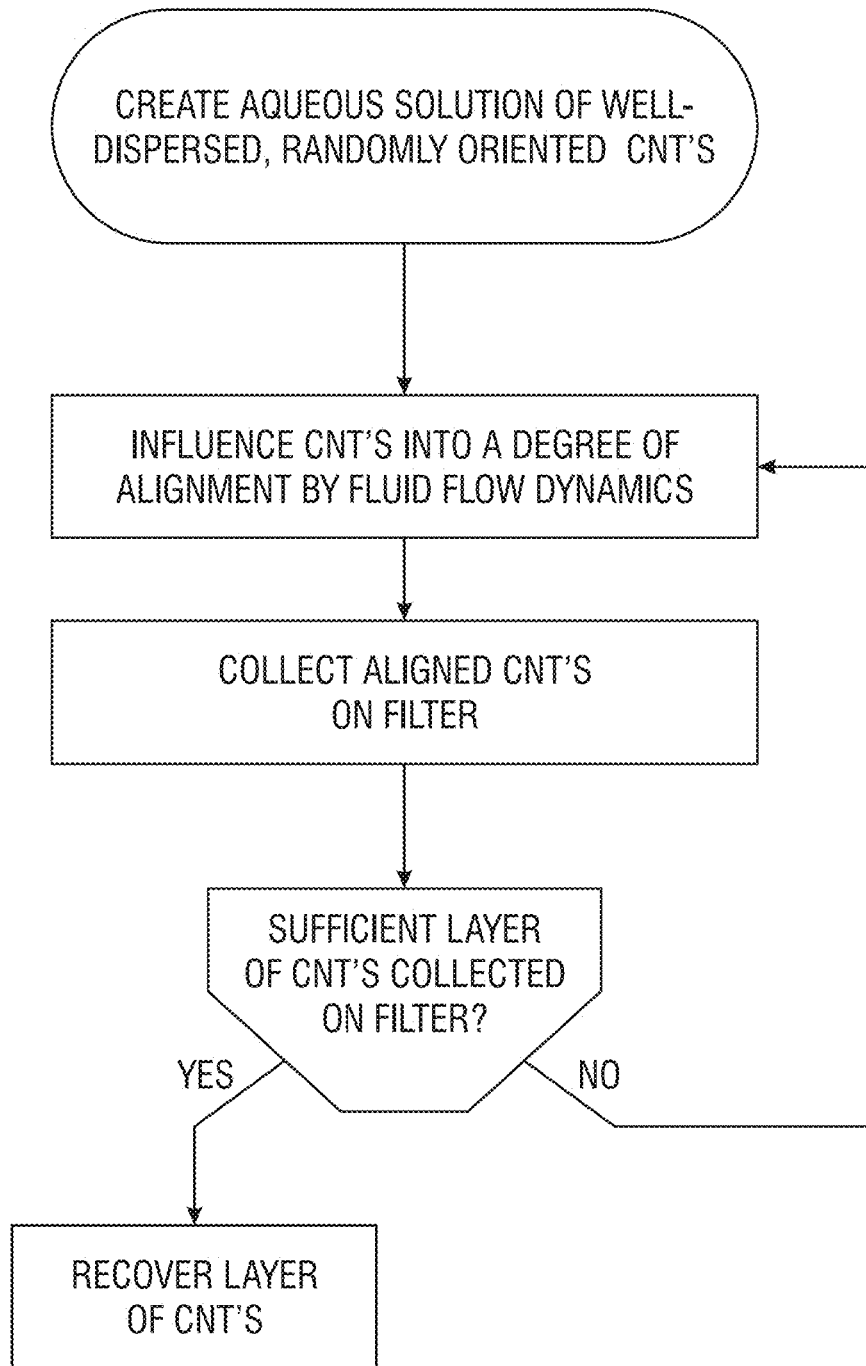 CREATE AQUEOUS SOLUTION OF WELL-
DISPERSED, RANDOMLY ORIENTED CNT'S
INFLUENCE CNT'S INTO A DEGREE OF
ALIGNMENT BY FLUID FLOW DYNAMICS
COLLECT ALIGNED CNT'S
ON FILTER
SUFFICIENT LAYER
OF CNT'S COLLECTED
ON FILTER?
YES
NO
RECOVER LAYER
OF CNT'S